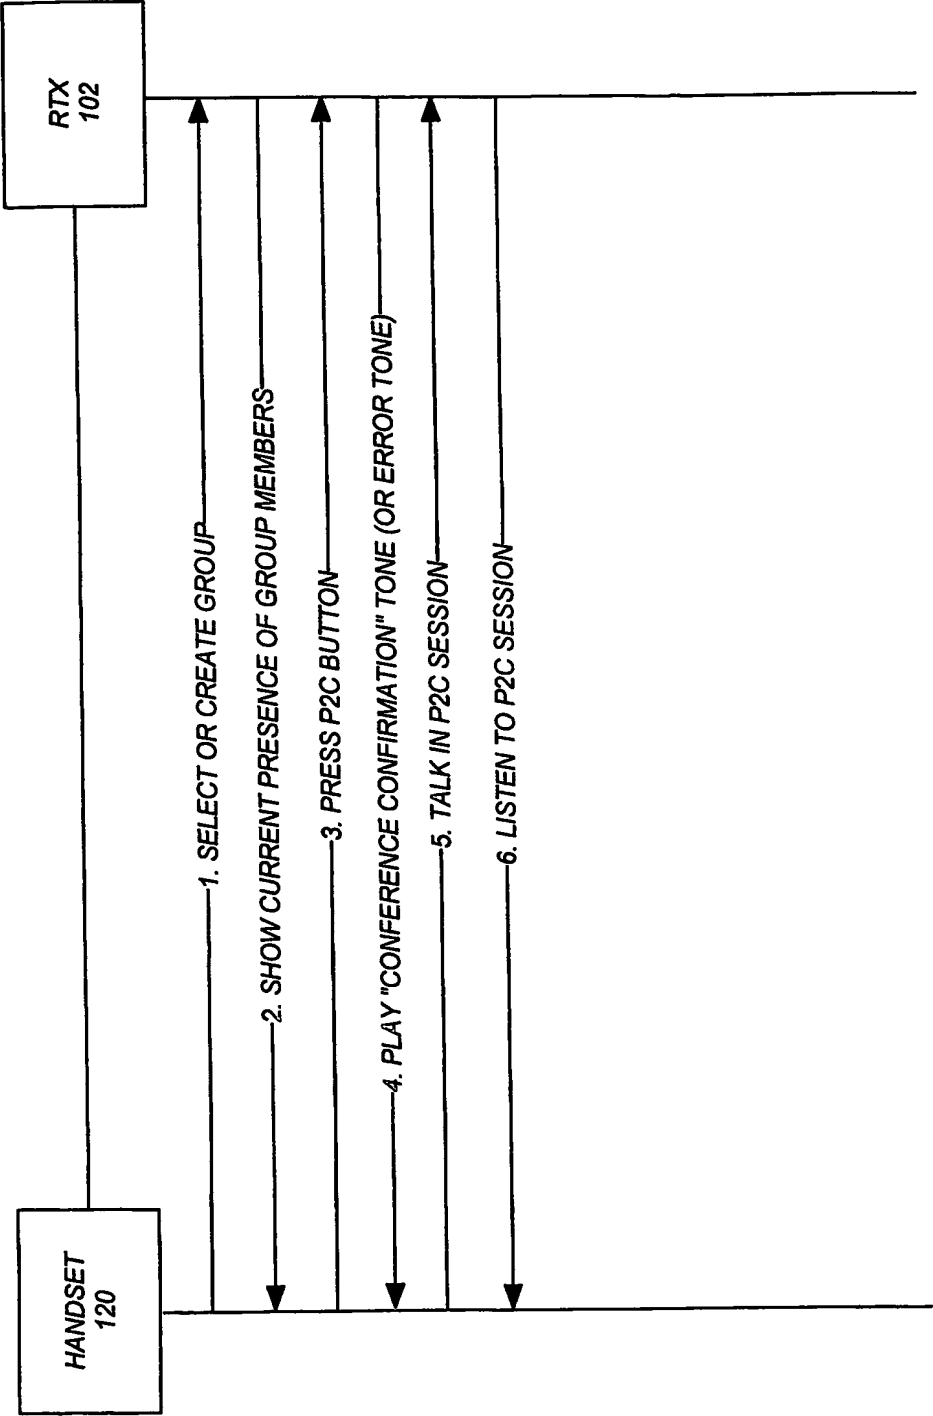 HANDSET
120
RTX
102
1. SELECT OR CREATE GROUP
2. SHOW CURRENT PRESENCE OF GROUP MEMBERS
3. PRESS P2C BUTTON
4. PLAY "CONFERENCE CONFIRMATION" TONE (OR ERROR TONE)
5. TALK IN P2C SESSION
6. LISTEN TO P2C SESSION